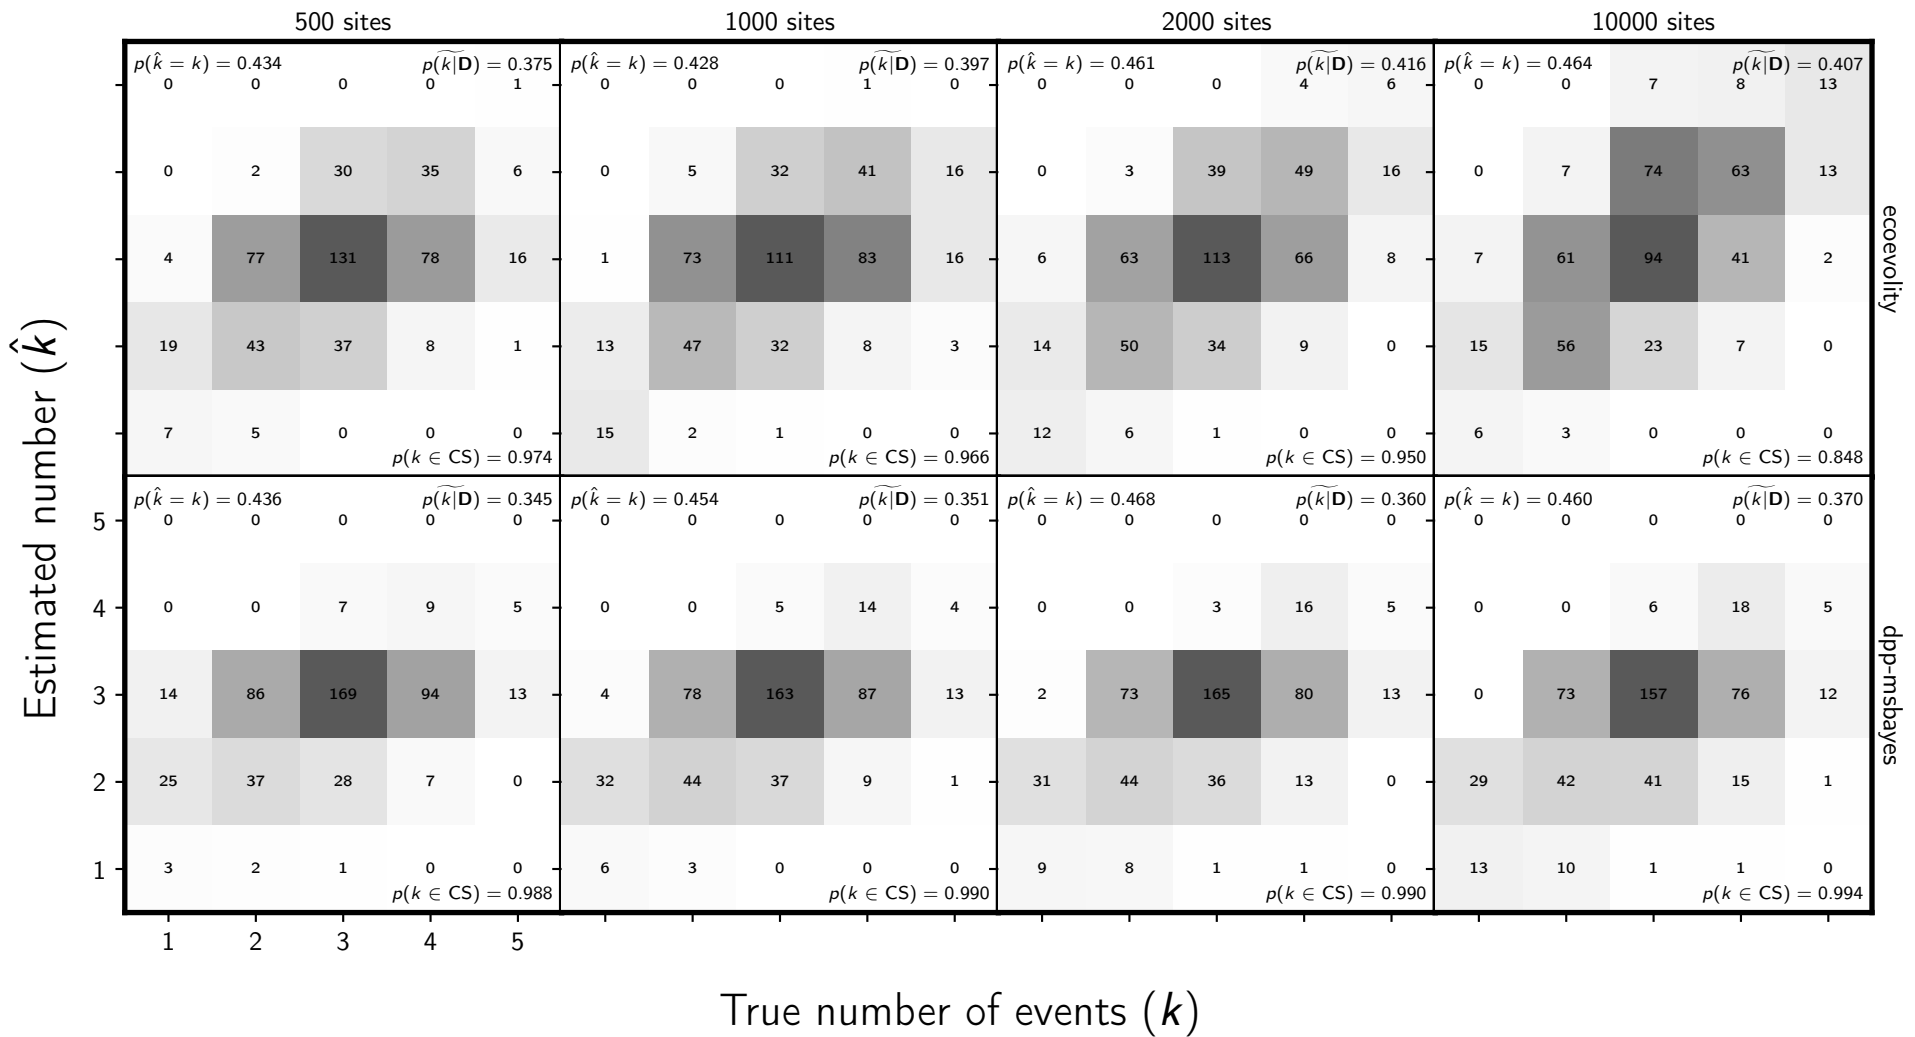 500 sites 1000 sites 2000 sites 10000 sites
p(k̂ = k) = 0.434 p(k|D)͂ = 0.375 p(k̂ = k) = 0.428 p(k|D)͂ = 0.397 p(k̂ = k) = 0.461 p(k|D)͂ = 0.416 p(k̂ = k) = 0.464 p(k|D)͂ = 0.407
0 0 0 0 1 0 0 0 1 0 0 0 0 4 6 0 0 7 8 13
0 2 30 35 6 0 5 32 41 16 0 3 39 49 16 0 7 74 63 13
4 77 131 78 16 1 73 111 83 16 6 63 113 66 8 7 61 94 41 2
19 43 37 8 1 13 47 32 8 3 14 50 34 9 0 15 56 23 7 0
7 5 0 0 0 15 2 1 0 0 12 6 1 0 0 6 3 0 0 0
p(k ∈ CS) = 0.974 p(k ∈ CS) = 0.966 p(k ∈ CS) = 0.950 p(k ∈ CS) = 0.848
ecoevolity
p(k̂ = k) = 0.436 p(k|D)͂ = 0.345 p(k̂ = k) = 0.454 p(k|D)͂ = 0.351 p(k̂ = k) = 0.468 p(k|D)͂ = 0.360 p(k̂ = k) = 0.460 p(k|D)͂ = 0.370
5 0 0 0 0 0 0 0 0 0 0 0 0 0 0 0 0 0 0 0 0
4 0 0 7 9 5 0 0 5 14 4 0 0 3 16 5 0 0 6 18 5
3 14 86 169 94 13 4 78 163 87 13 2 73 165 80 13 0 73 157 76 12
2 25 37 28 7 0 32 44 37 9 1 31 44 36 13 0 29 42 41 15 1
1 3 2 1 0 0 6 3 0 0 0 9 8 1 1 0 13 10 1 1 0
p(k ∈ CS) = 0.988 p(k ∈ CS) = 0.990 p(k ∈ CS) = 0.990 p(k ∈ CS) = 0.994
dpp-msbayes
1 2 3 4 5
Estimated number (k̂)
True number of events (k)